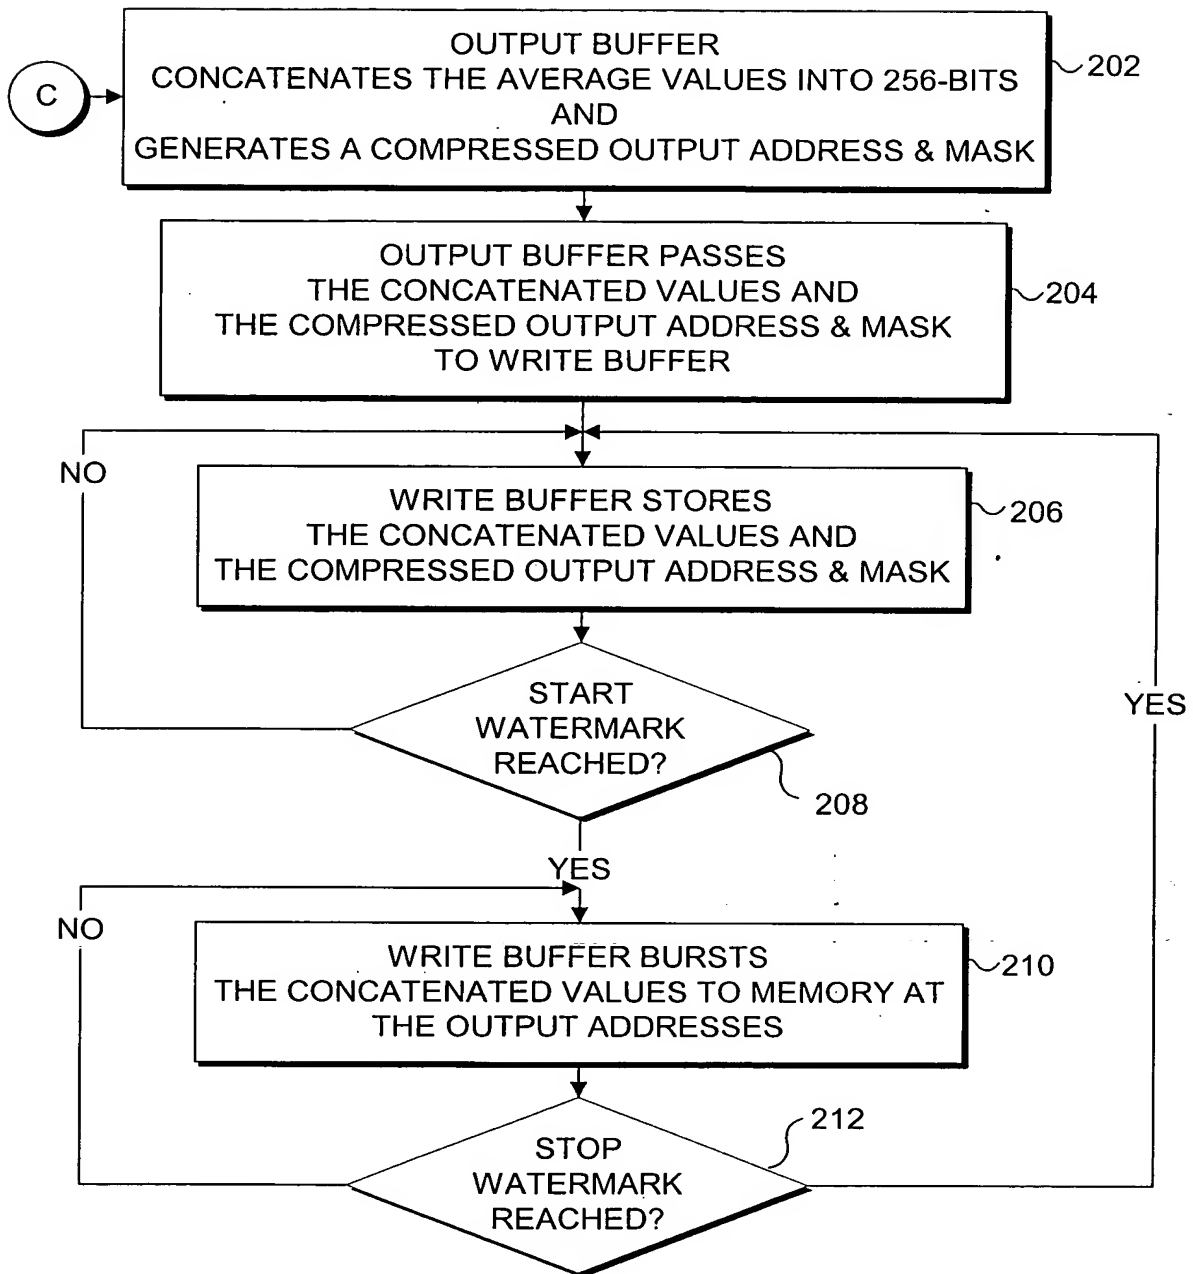 OUTPUT BUFFER
CONCATENATES THE AVERAGE VALUES INTO 256-BITS
AND
GENERATES A COMPRESSED OUTPUT ADDRESS & MASK
202
C
OUTPUT BUFFER PASSES
THE CONCATENATED VALUES AND
THE COMPRESSED OUTPUT ADDRESS & MASK
TO WRITE BUFFER
204
NO
WRITE BUFFER STORES
THE CONCATENATED VALUES AND
THE COMPRESSED OUTPUT ADDRESS & MASK
206
START
WATERMARK
REACHED?
208
YES
YES
NO
WRITE BUFFER BURSTS
THE CONCATENATED VALUES TO MEMORY AT
THE OUTPUT ADDRESSES
210
STOP
WATERMARK
REACHED?
212